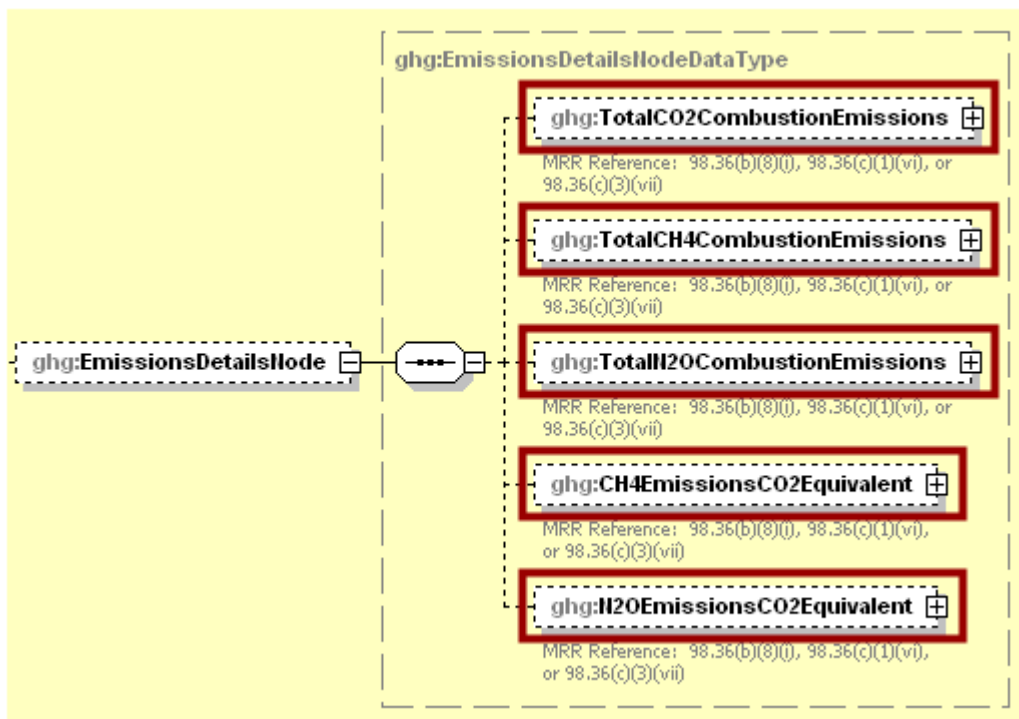 ghg:EmissionsDetailsNodeDataType
ghg:TotalCO2CombustionEmissions
MRR Reference: 98.36(b)(8)(i), 98.36(c)(1)(vi), or
98.36(c)(3)(vii)
ghg:TotalCH4CombustionEmissions
MRR Reference: 98.36(b)(8)(i), 98.36(c)(1)(vi), or
98.36(c)(3)(vii)
ghg:EmissionsDetailsNode
ghg:TotalN2OCombustionEmissions
MRR Reference: 98.36(b)(8)(i), 98.36(c)(1)(vi), or
98.36(c)(3)(vii)
ghg:CH4EmissionsCO2Equivalent
MRR Reference: 98.36(b)(8)(i), 98.36(c)(1)(vi),
or 98.36(c)(3)(vii)
ghg:N2OEmissionsCO2Equivalent
MRR Reference: 98.36(b)(8)(i), 98.36(c)(1)(vi),
or 98.36(c)(3)(vii)